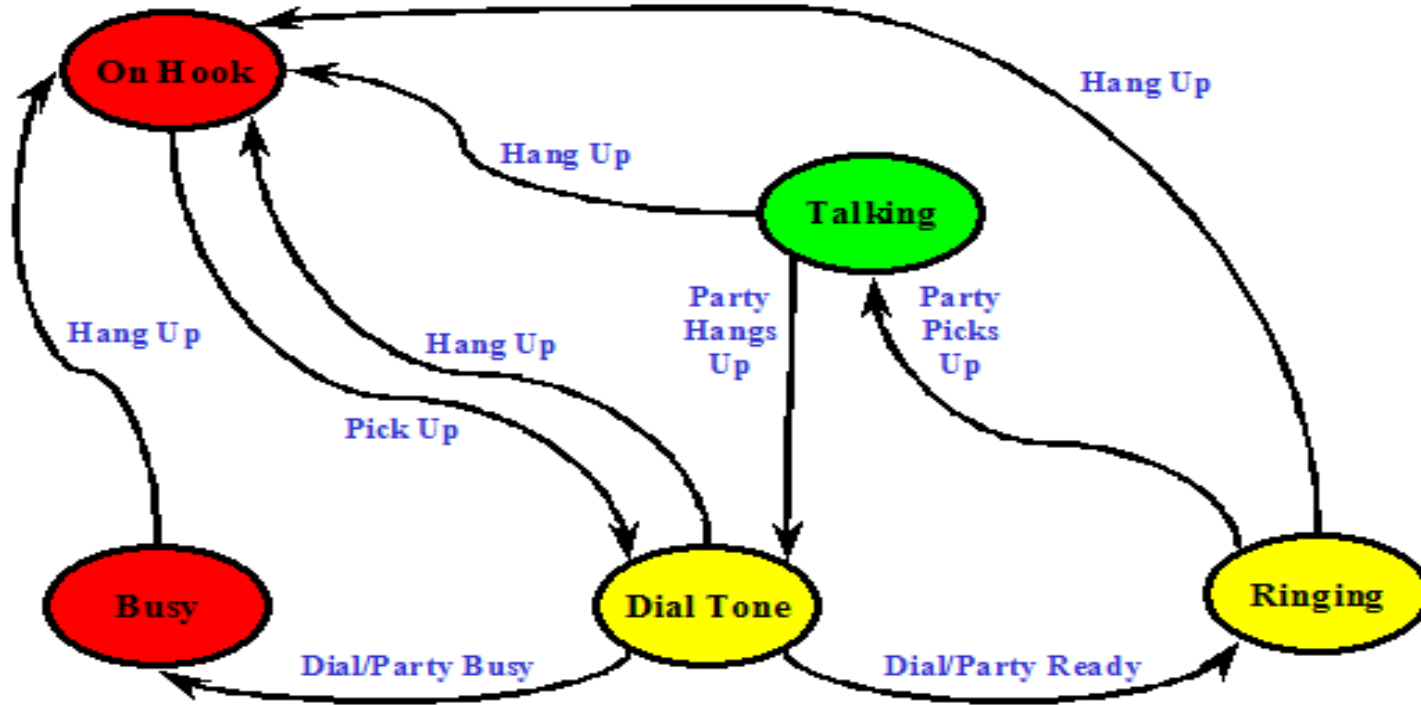 On Hook
Hang Up
Hang Up
Talking
Party
Hangs
Up
Party
Picks
Up
Hang Up
Hang Up
Pick Up
Busy
Dial Tone
Ringing
Dial/Party Busy
Dial/Party Ready